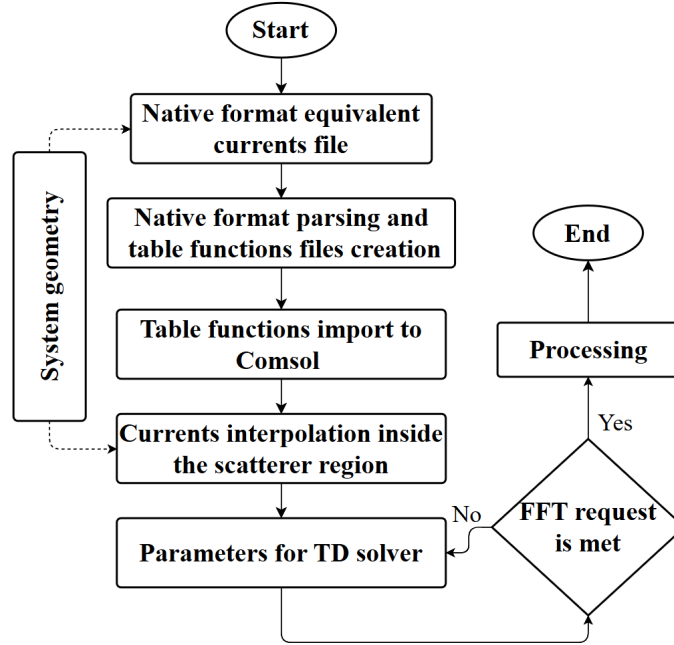 Start
Native format equivalent
currents file
System geometry
Native format parsing and
table functions files creation
End
Table functions import to
Comsol
Processing
Currents interpolation inside
the scatterer region
Yes
No
FFT request
is met
Parameters for TD solver